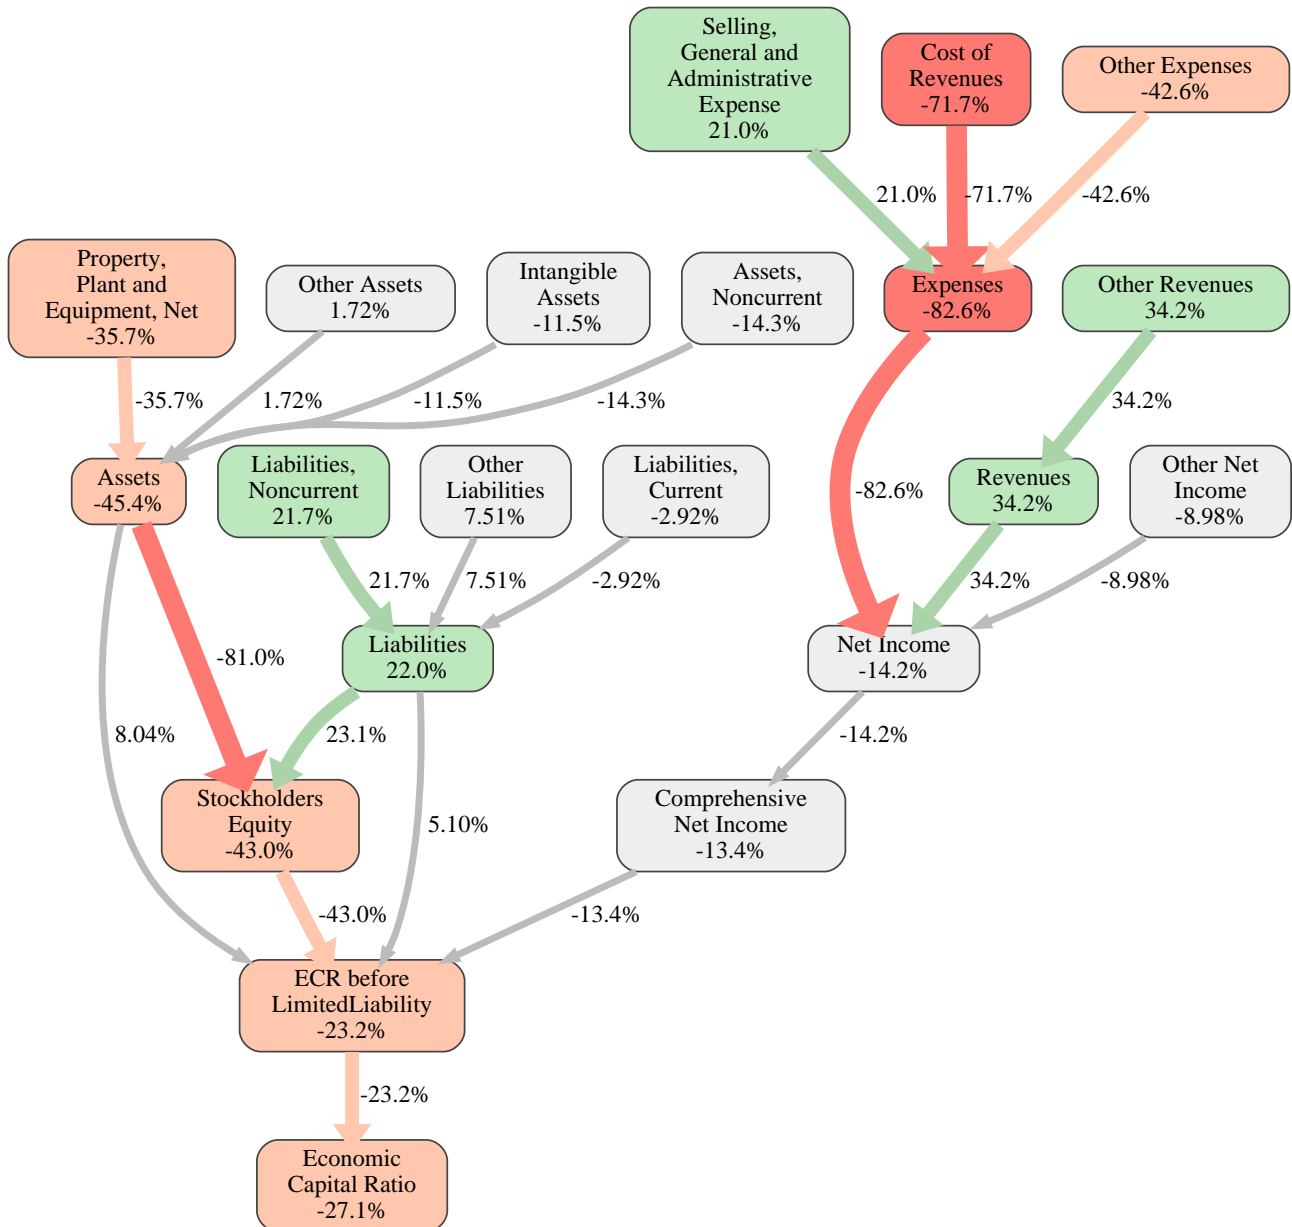 Selling,
General and
Administrative
Expense
21.0%
Cost of
Revenues
-71.7%
Other Expenses
-42.6%
21.0%
-71.7%
-42.6%
Property,
Plant and
Equipment, Net
-35.7%
Other Assets
1.72%
Intangible
Assets
-11.5%
Assets,
Noncurrent
-14.3%
Expenses
-82.6%
Other Revenues
34.2%
-35.7%
1.72%
-11.5%
-14.3%
34.2%
Assets
-45.4%
Liabilities,
Noncurrent
21.7%
Other
Liabilities
7.51%
Liabilities,
Current
-2.92%
-82.6%
Revenues
34.2%
Other Net
Income
-8.98%
21.7%
7.51%
-2.92%
34.2%
-8.98%
-81.0%
Liabilities
22.0%
Net Income
-14.2%
8.04%
23.1%
-14.2%
Stockholders
Equity
-43.0%
5.10%
Comprehensive
Net Income
-13.4%
-43.0%
-13.4%
ECR before
LimitedLiability
-23.2%
-23.2%
Economic
Capital Ratio
-27.1%